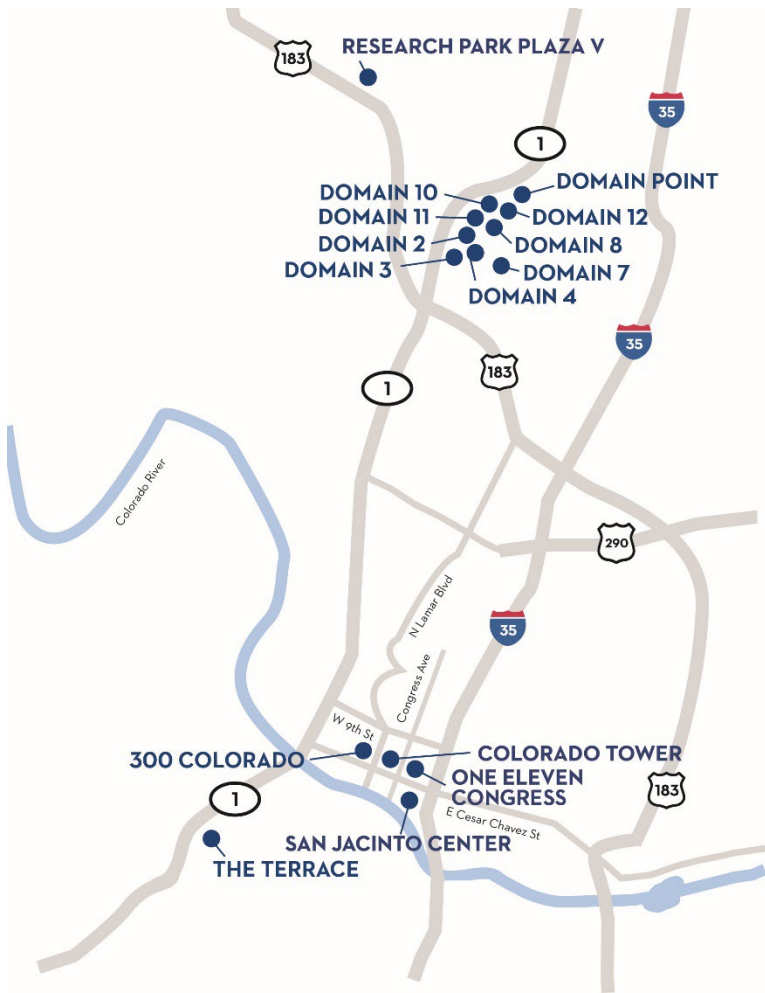 RESEARCH PARK PLAZA V
183
35
1
DOMAIN POINT
DOMAIN 10
DOMAIN 11
DOMAIN 12
DOMAIN 2
DOMAIN 8
DOMAIN 3
DOMAIN 7
DOMAIN 4
35
183
1
Colorado River
290
N Lamar Blvd
35
Congress Ave
W 9th St
300 COLORADO
COLORADO TOWER
ONE ELEVEN
CONGRESS
183
1
E Cesar Chavez St
SAN JACINTO CENTER
THE TERRACE